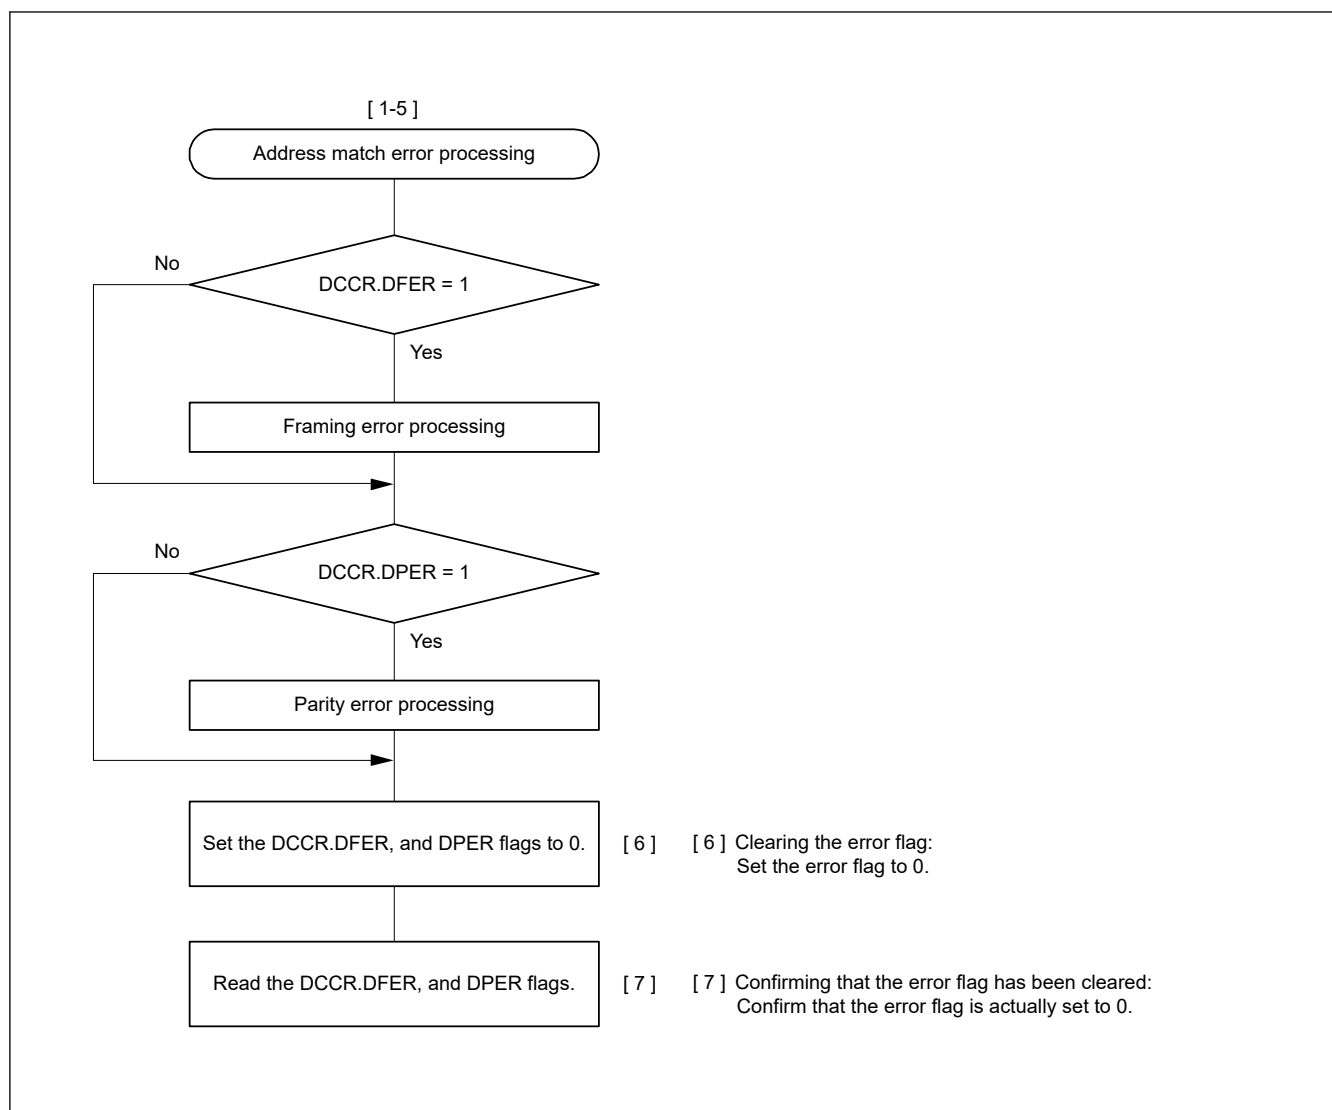 [ 1-5 ]
Address match error processing
No
DCCR.DFER = 1
Yes
Framing error processing
No
DCCR.DPER = 1
Yes
Parity error processing
Set the DCCR.DFER, and DPER flags to 0.
[ 6 ]
[ 6 ] Clearing the error flag:
Set the error flag to 0.
Read the DCCR.DFER, and DPER flags.
[ 7 ]
[ 7 ] Confirming that the error flag has been cleared:
Confirm that the error flag is actually set to 0.